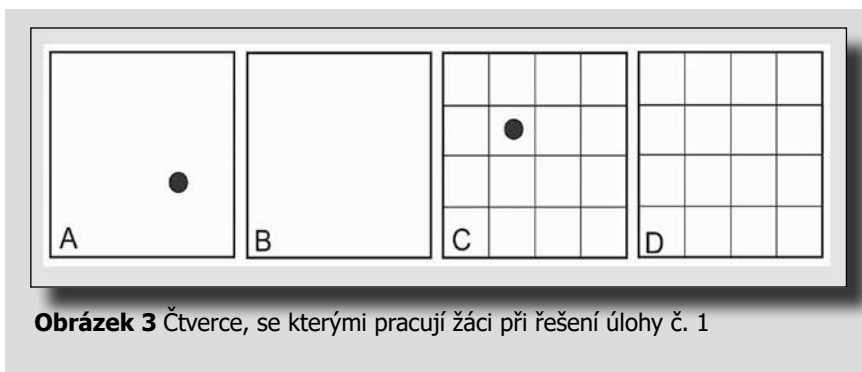 A B C D
Obrázek 3 Čtverce, se kterými pracují žáci při řešení úlohy č. 1